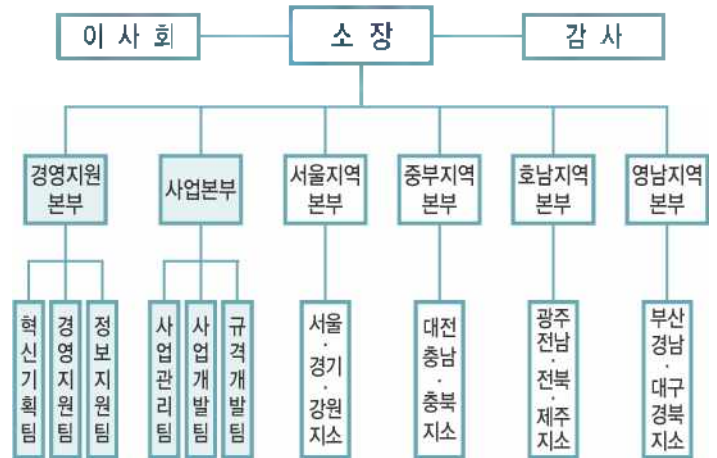 이 사 회
소 장
감 사
경영지원
본부
사업본부
서울지역
본부
중부지역
본부
호남지역
본부
영남지역
본부
혁신기획팀
경영지원팀
정보지원팀
사업관리팀
사업개발팀
규격개발팀
서울
·
경기
·
강원
지소
대전
충남
·
충북
지소
광주
전남
·
전북
·
제주
지소
부산
경남
·
대구
경북
지소